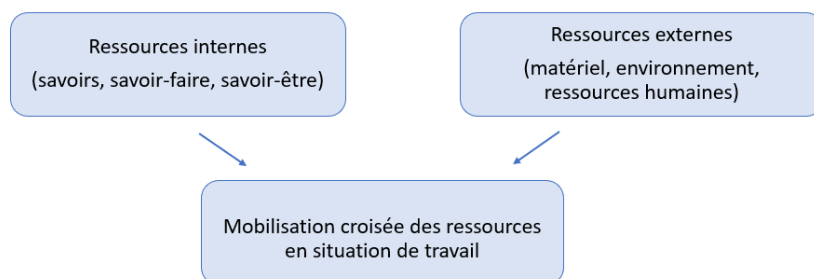 Ressources internes
(savoirs, savoir-faire, savoir-être)
Ressources externes
(matériel, environnement,
ressources humaines)
Mobilisation croisée des ressources
en situation de travail